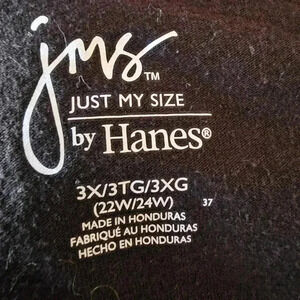 jms™
JUST MY SIZE
by Hanes®
3X/3TG/3XG
(22W/24W)
37
MADE IN HONDURAS
FABRIQUÉ AU HONDURAS
HECHO EN HONDURAS